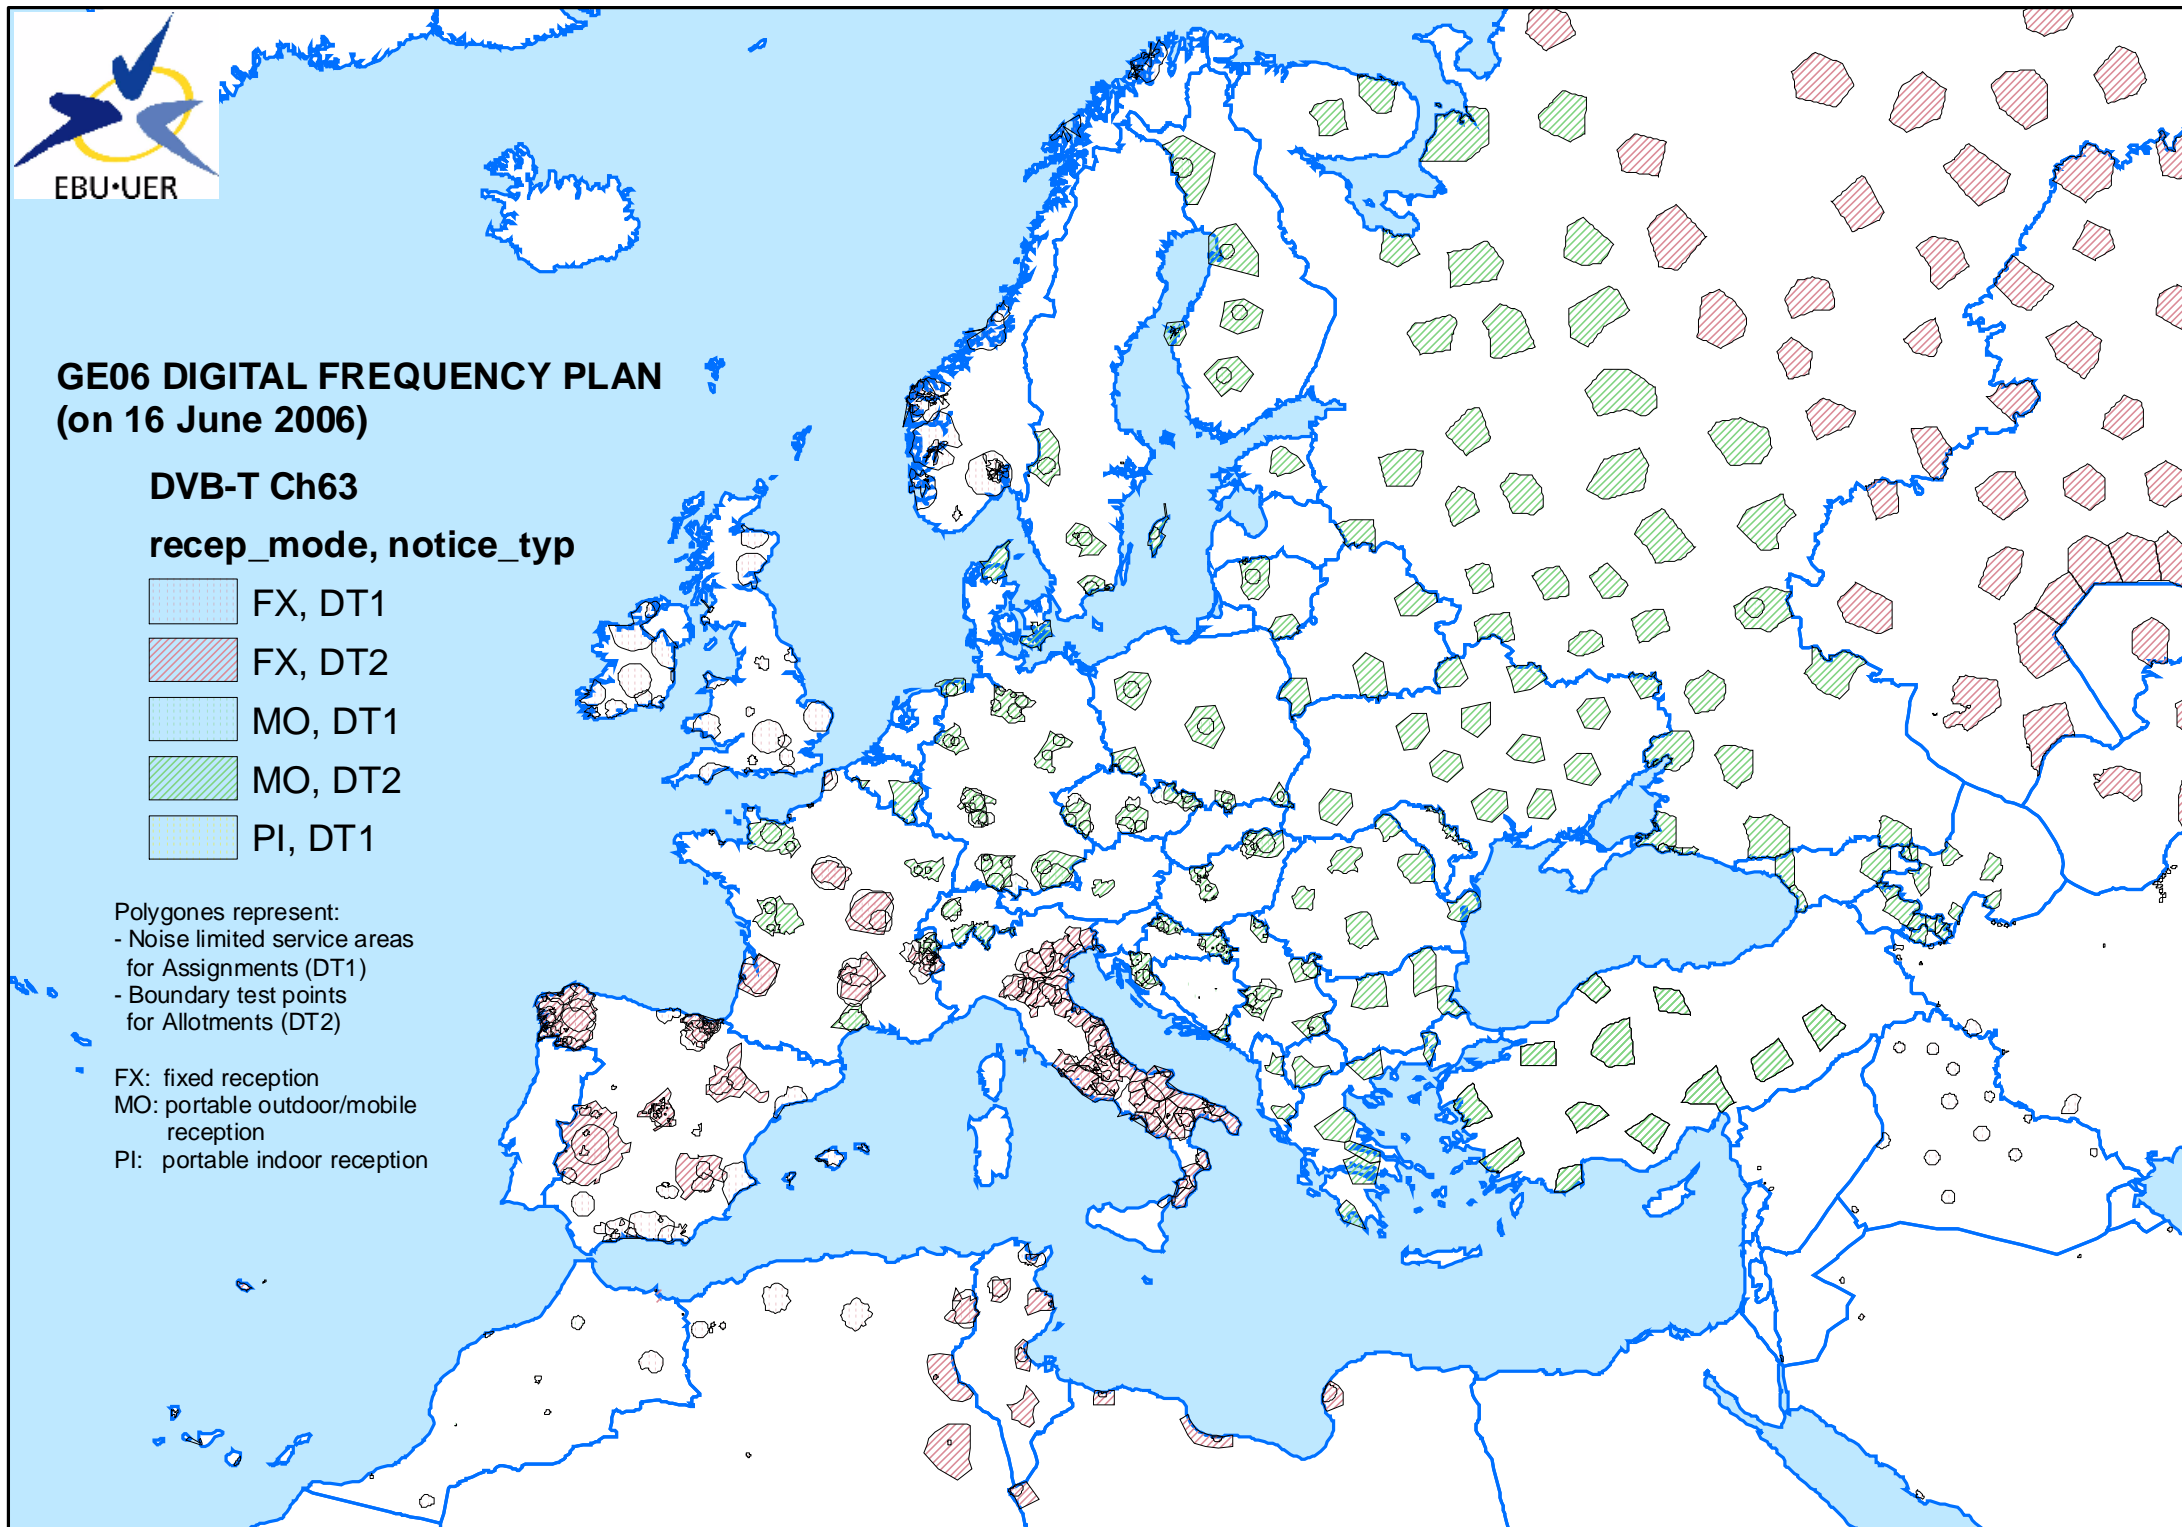 EBU·UER
GE06 DIGITAL FREQUENCY PLAN
(on 16 June 2006)
DVB-T Ch63
recep_mode, notice_typ
FX, DT1
FX, DT2
MO, DT1
MO, DT2
PI, DT1
Polygones represent:
- Noise limited service areas
for Assignments (DT1)
- Boundary test points
for Allotments (DT2)
FX: fixed reception
MO: portable outdoor/mobile
reception
PI: portable indoor reception